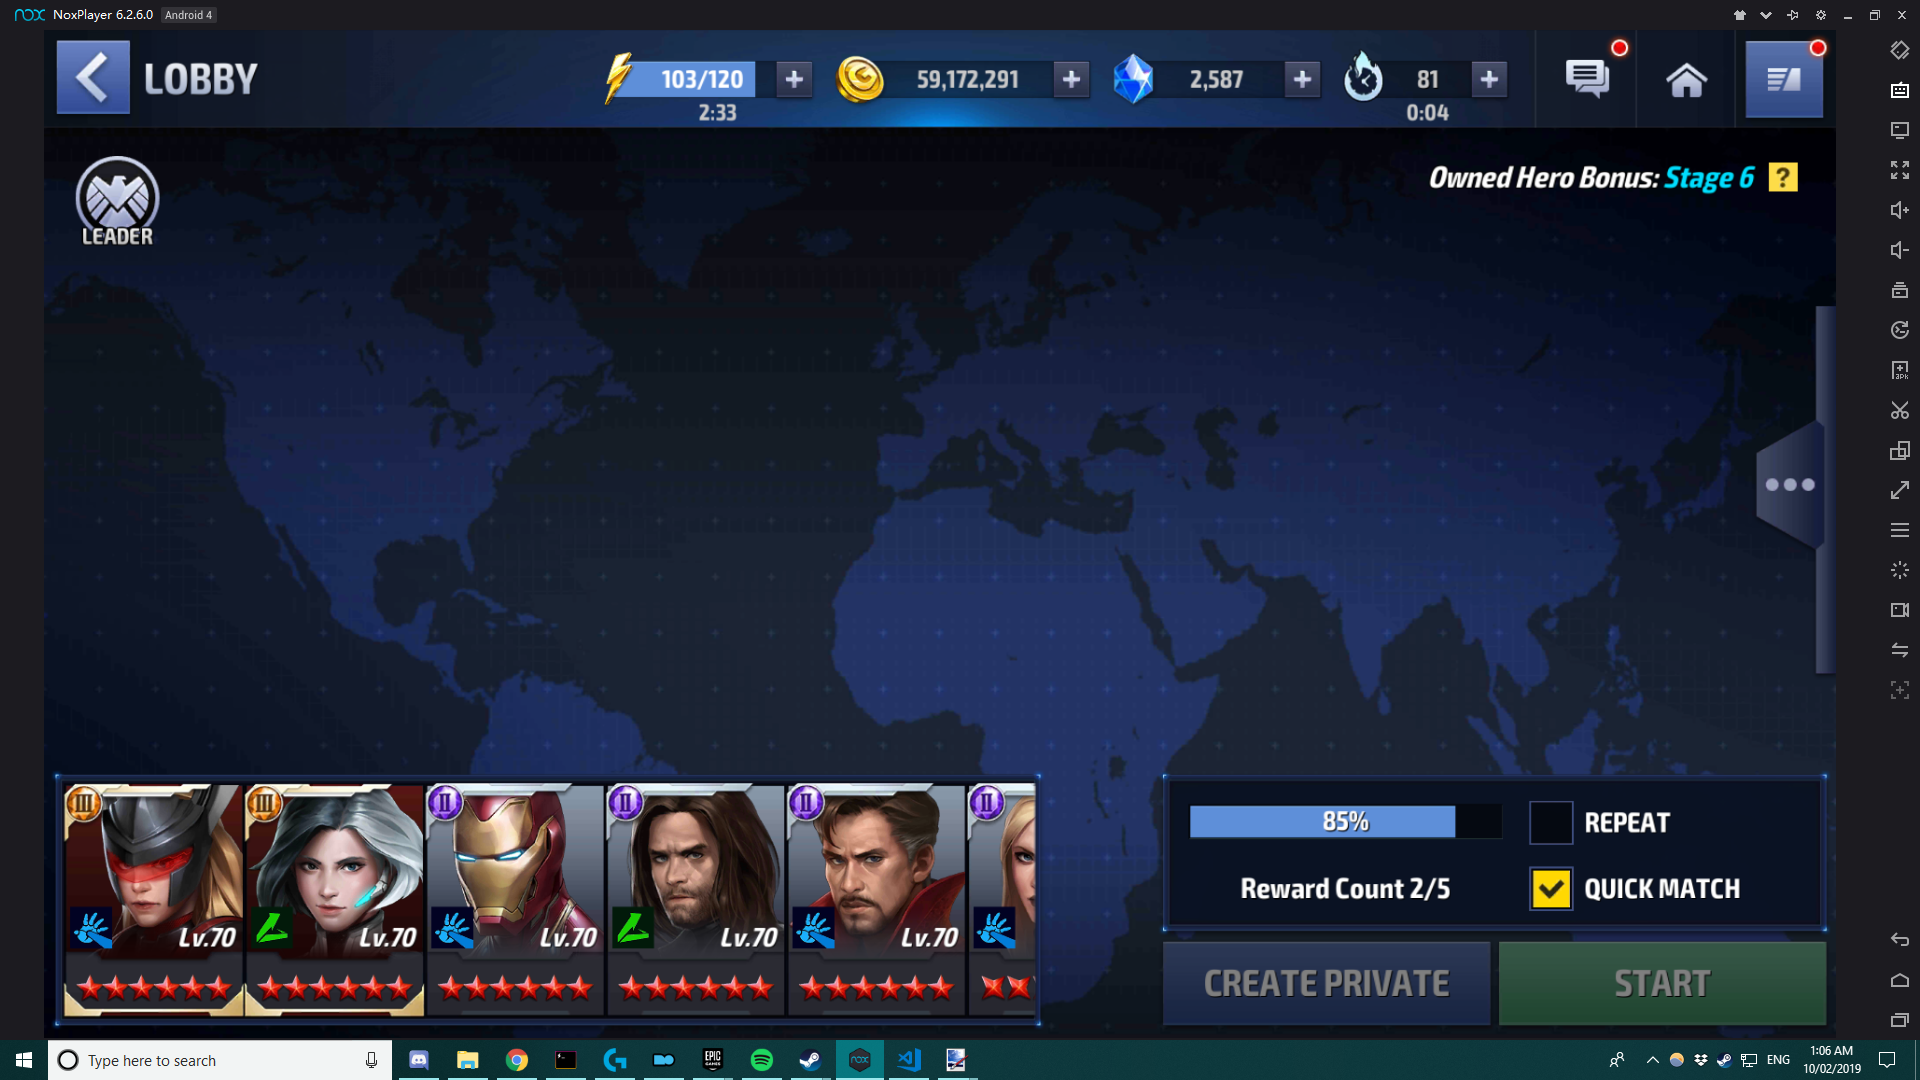 nox NoxPlayer 6.2.6.0 Android 4
LOBBY
103/120
2:33
59,172,291
2,587
81
0:04
LEADER
Owned Hero Bonus: Stage 6 ?
III
III
II
II
II
II
Lv.70
Lv.70
Lv.70
Lv.70
Lv.70
85%
REPEAT
Reward Count 2/5
QUICK MATCH
CREATE PRIVATE
START
Type here to search
EPIC
GAMES
nox
ENG
1:06 AM
10/02/2019